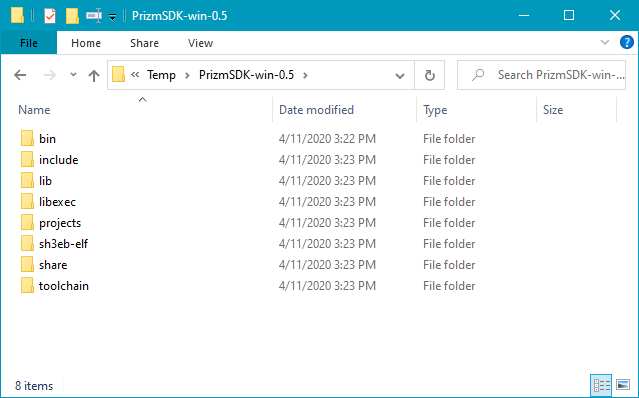 PrizmSDK-win-0.5
File Home Share View
« Temp > PrizmSDK-win-0.5 > Search PrizmSDK-win-...
Name Date modified Type Size
bin 4/11/2020 3:22 PM File folder
include 4/11/2020 3:23 PM File folder
lib 4/11/2020 3:23 PM File folder
libexec 4/11/2020 3:23 PM File folder
projects 4/11/2020 3:23 PM File folder
sh3eb-elf 4/11/2020 3:23 PM File folder
share 4/11/2020 3:23 PM File folder
toolchain 4/11/2020 3:23 PM File folder
8 items